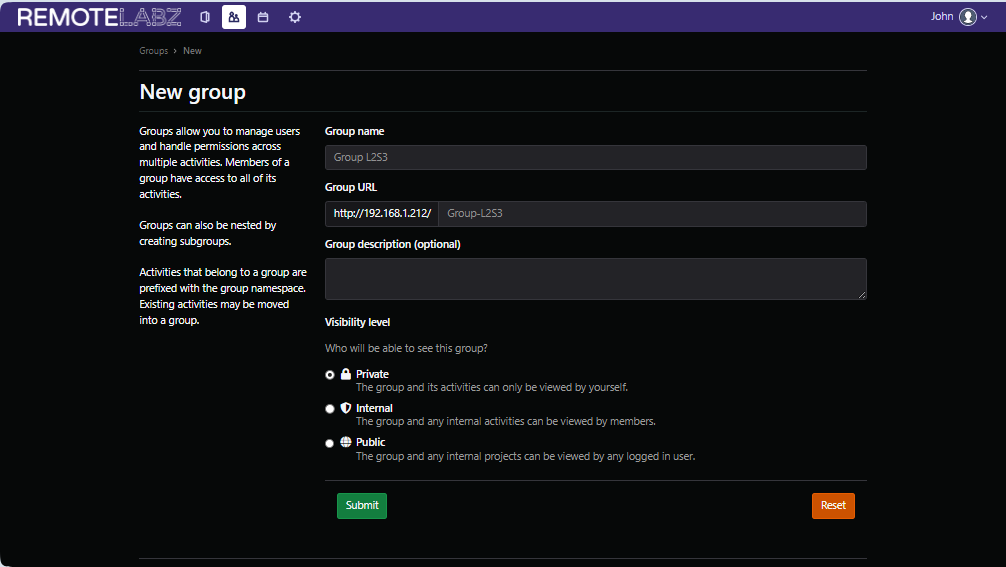 REMOTELABZ
John
Groups › New
New group
Groups allow you to manage users
and handle permissions across
multiple activities. Members of a
group have access to all of its
activities.
Groups can also be nested by
creating subgroups.
Activities that belong to a group are
prefixed with the group namespace.
Existing activities may be moved
into a group.
Group name
Group L2S3
Group URL
http://192.168.1.212/ Group-L2S3
Group description (optional)
Visibility level
Who will be able to see this group?
Private
The group and its activities can only be viewed by yourself.
Internal
The group and any internal activities can be viewed by members.
Public
The group and any internal projects can be viewed by any logged in user.
Submit
Reset